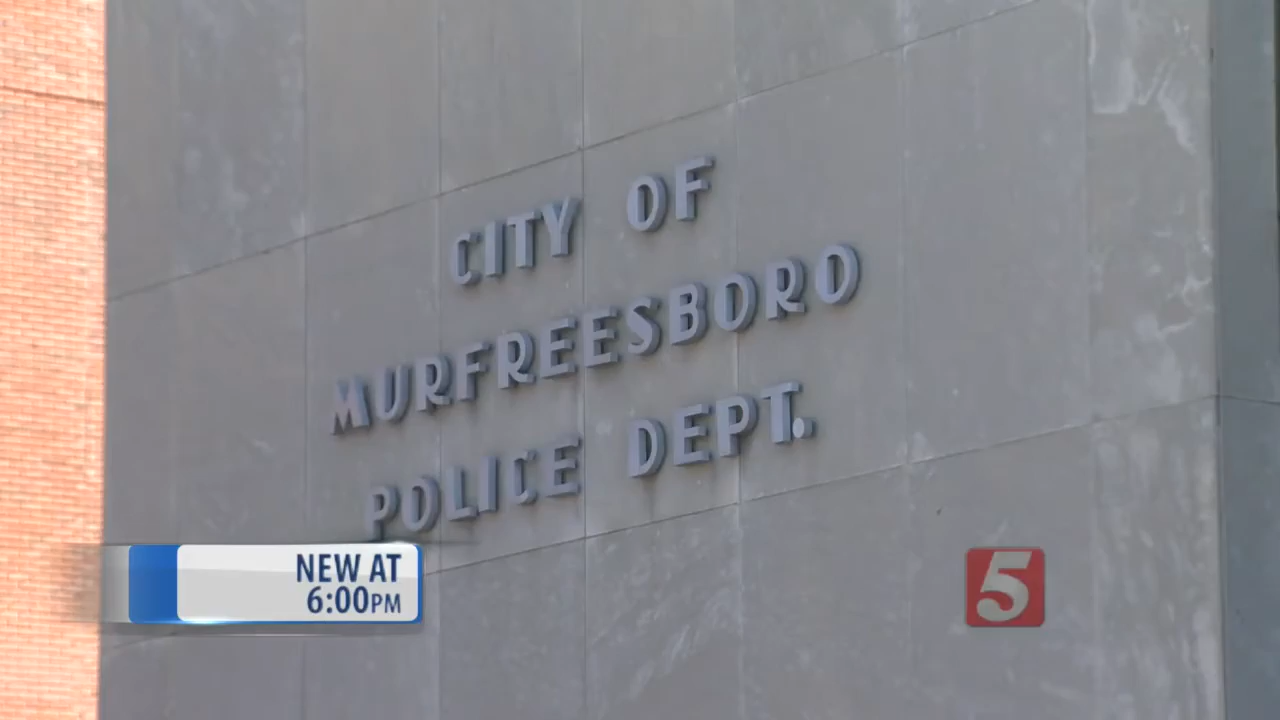 CITY OF
MURFREESBORO
POLICE DEPT.
NEW AT
6:00PM
5